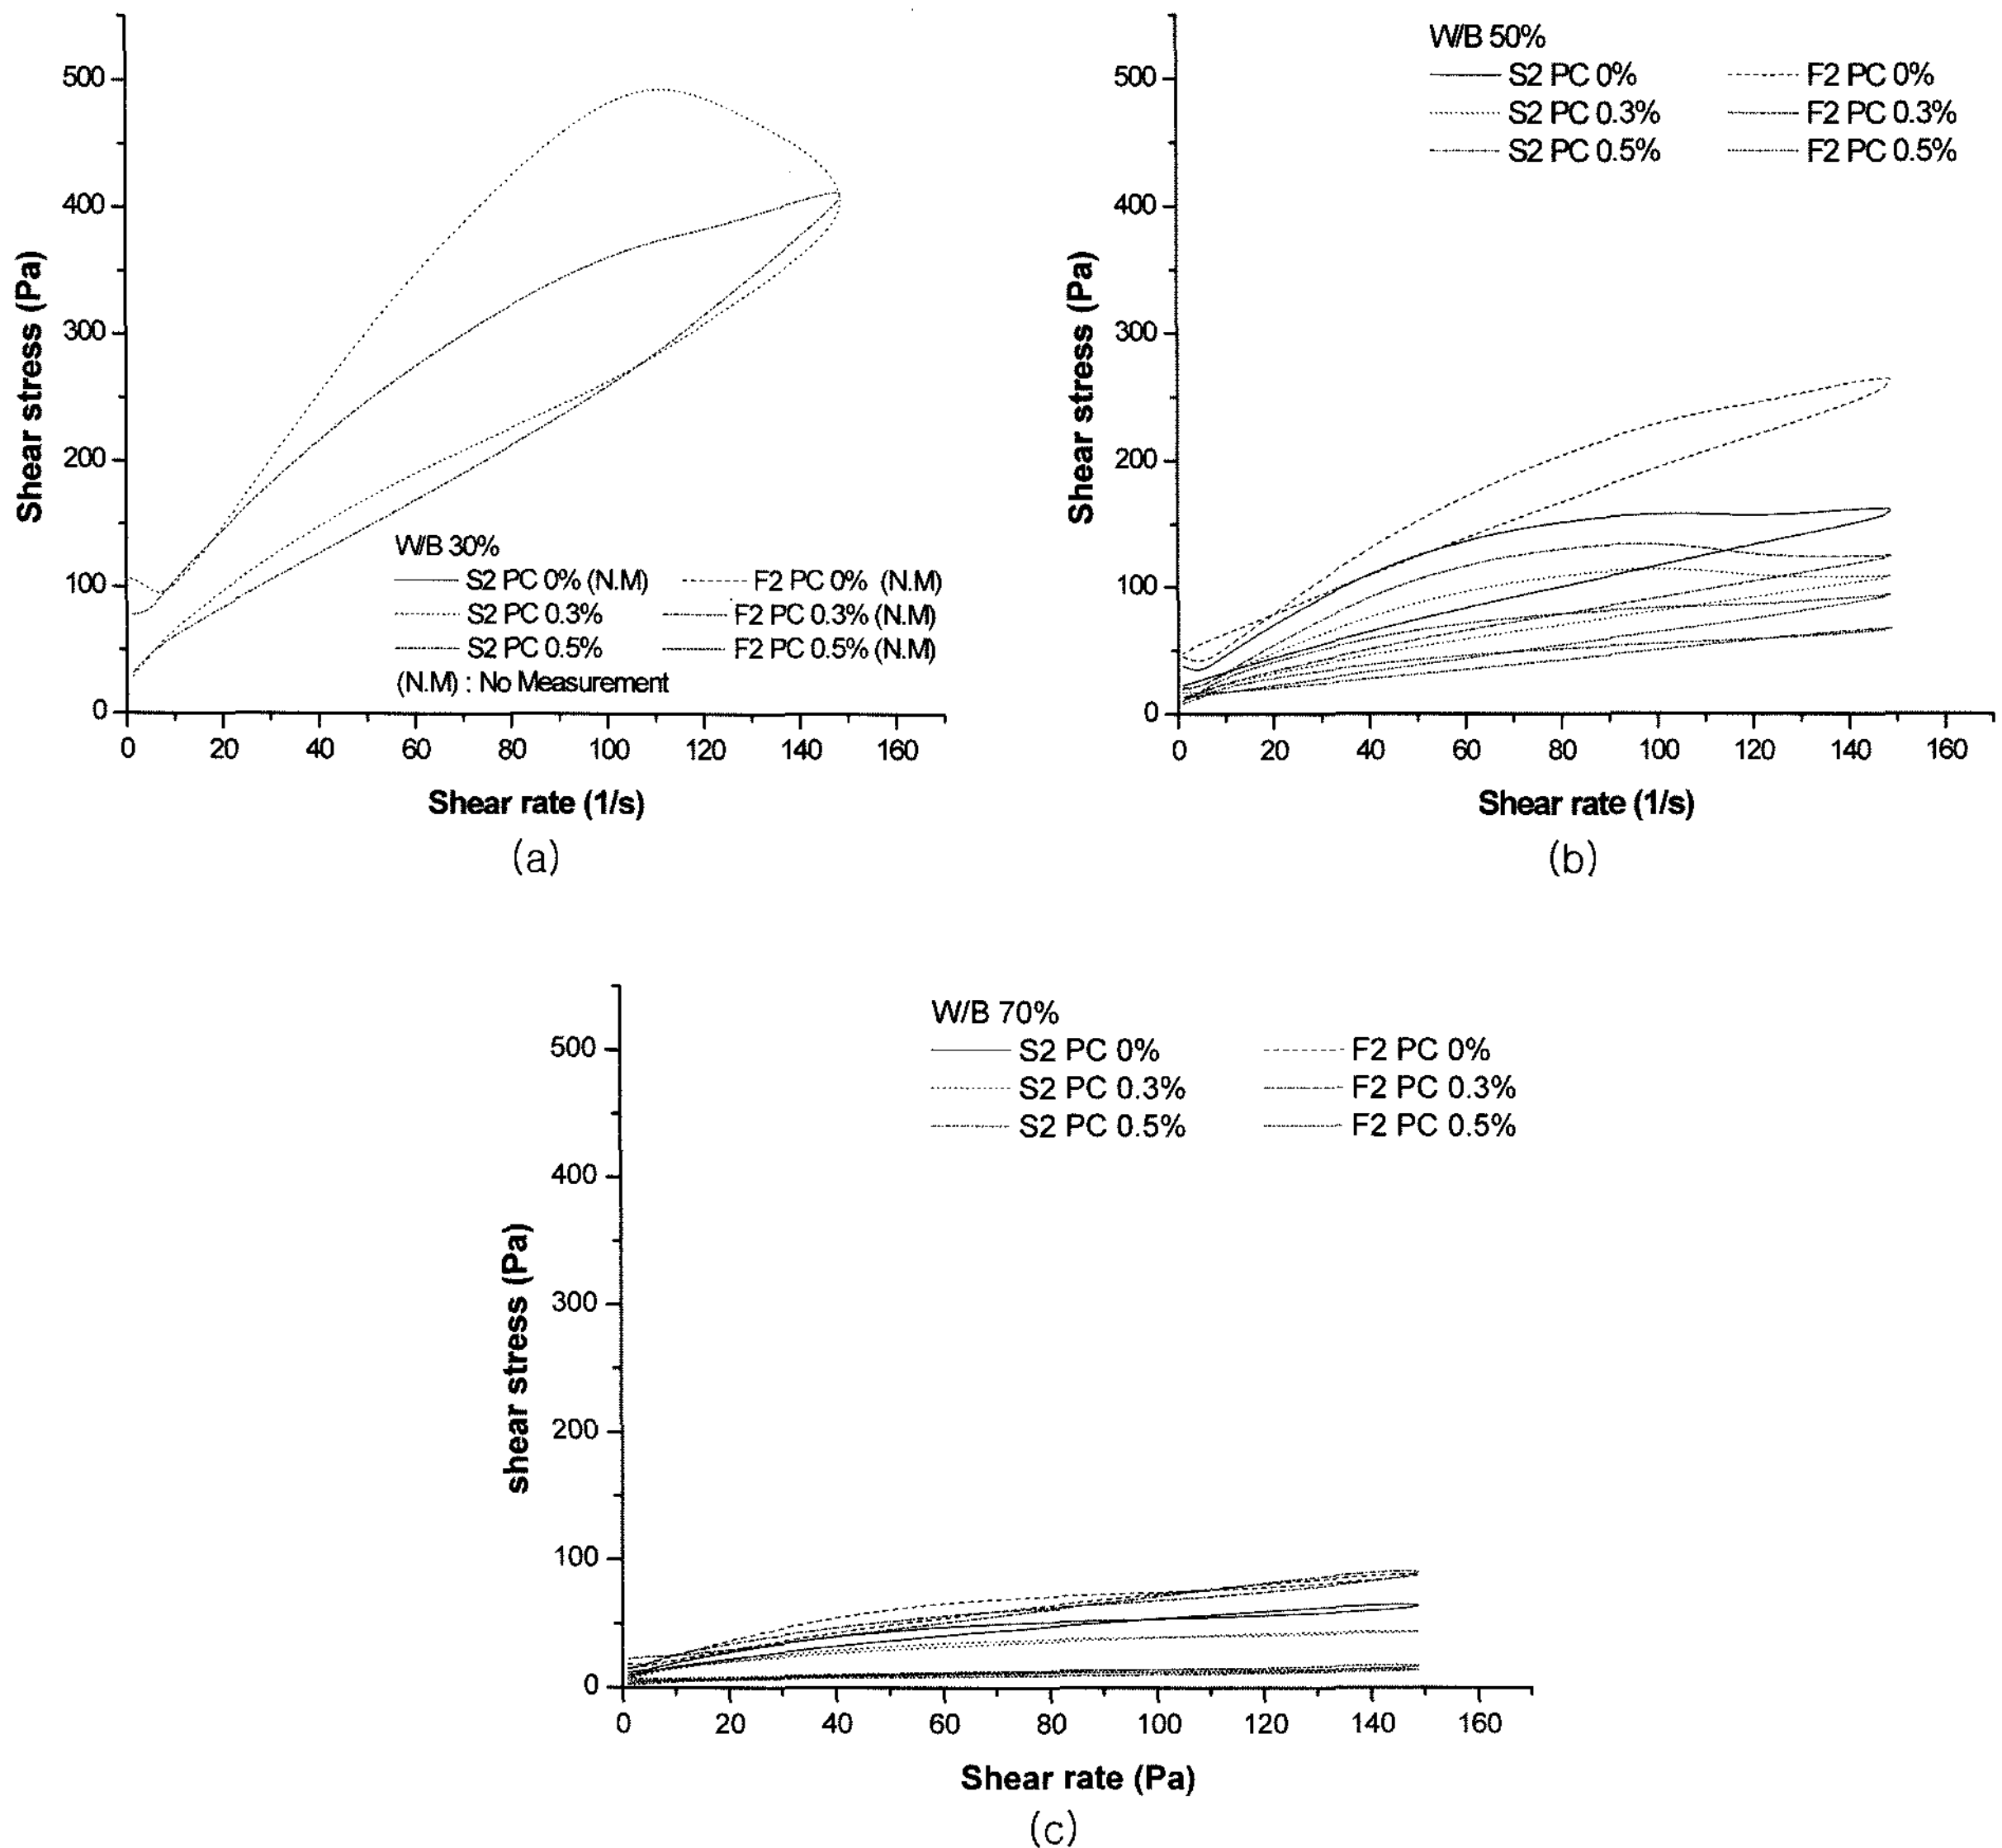 500
400
300
200
100
0
Shear stress (Pa)
W/B 30%
S2 PC 0% (N.M) F2 PC 0% (N.M)
S2 PC 0.3% F2 PC 0.3% (N.M)
S2 PC 0.5% F2 PC 0.5% (N.M)
(N.M) : No Measurement
0 20 40 60 80 100 120 140 160
Shear rate (1/s)
(a)
500
400
300
200
100
0
Shear stress (Pa)
W/B 50%
S2 PC 0% F2 PC 0%
S2 PC 0.3% F2 PC 0.3%
S2 PC 0.5% F2 PC 0.5%
0 20 40 60 80 100 120 140 160
Shear rate (1/s)
(b)
500
400
300
200
100
0
shear stress (Pa)
W/B 70%
S2 PC 0% F2 PC 0%
S2 PC 0.3% F2 PC 0.3%
S2 PC 0.5% F2 PC 0.5%
0 20 40 60 80 100 120 140 160
Shear rate (Pa)
(c)